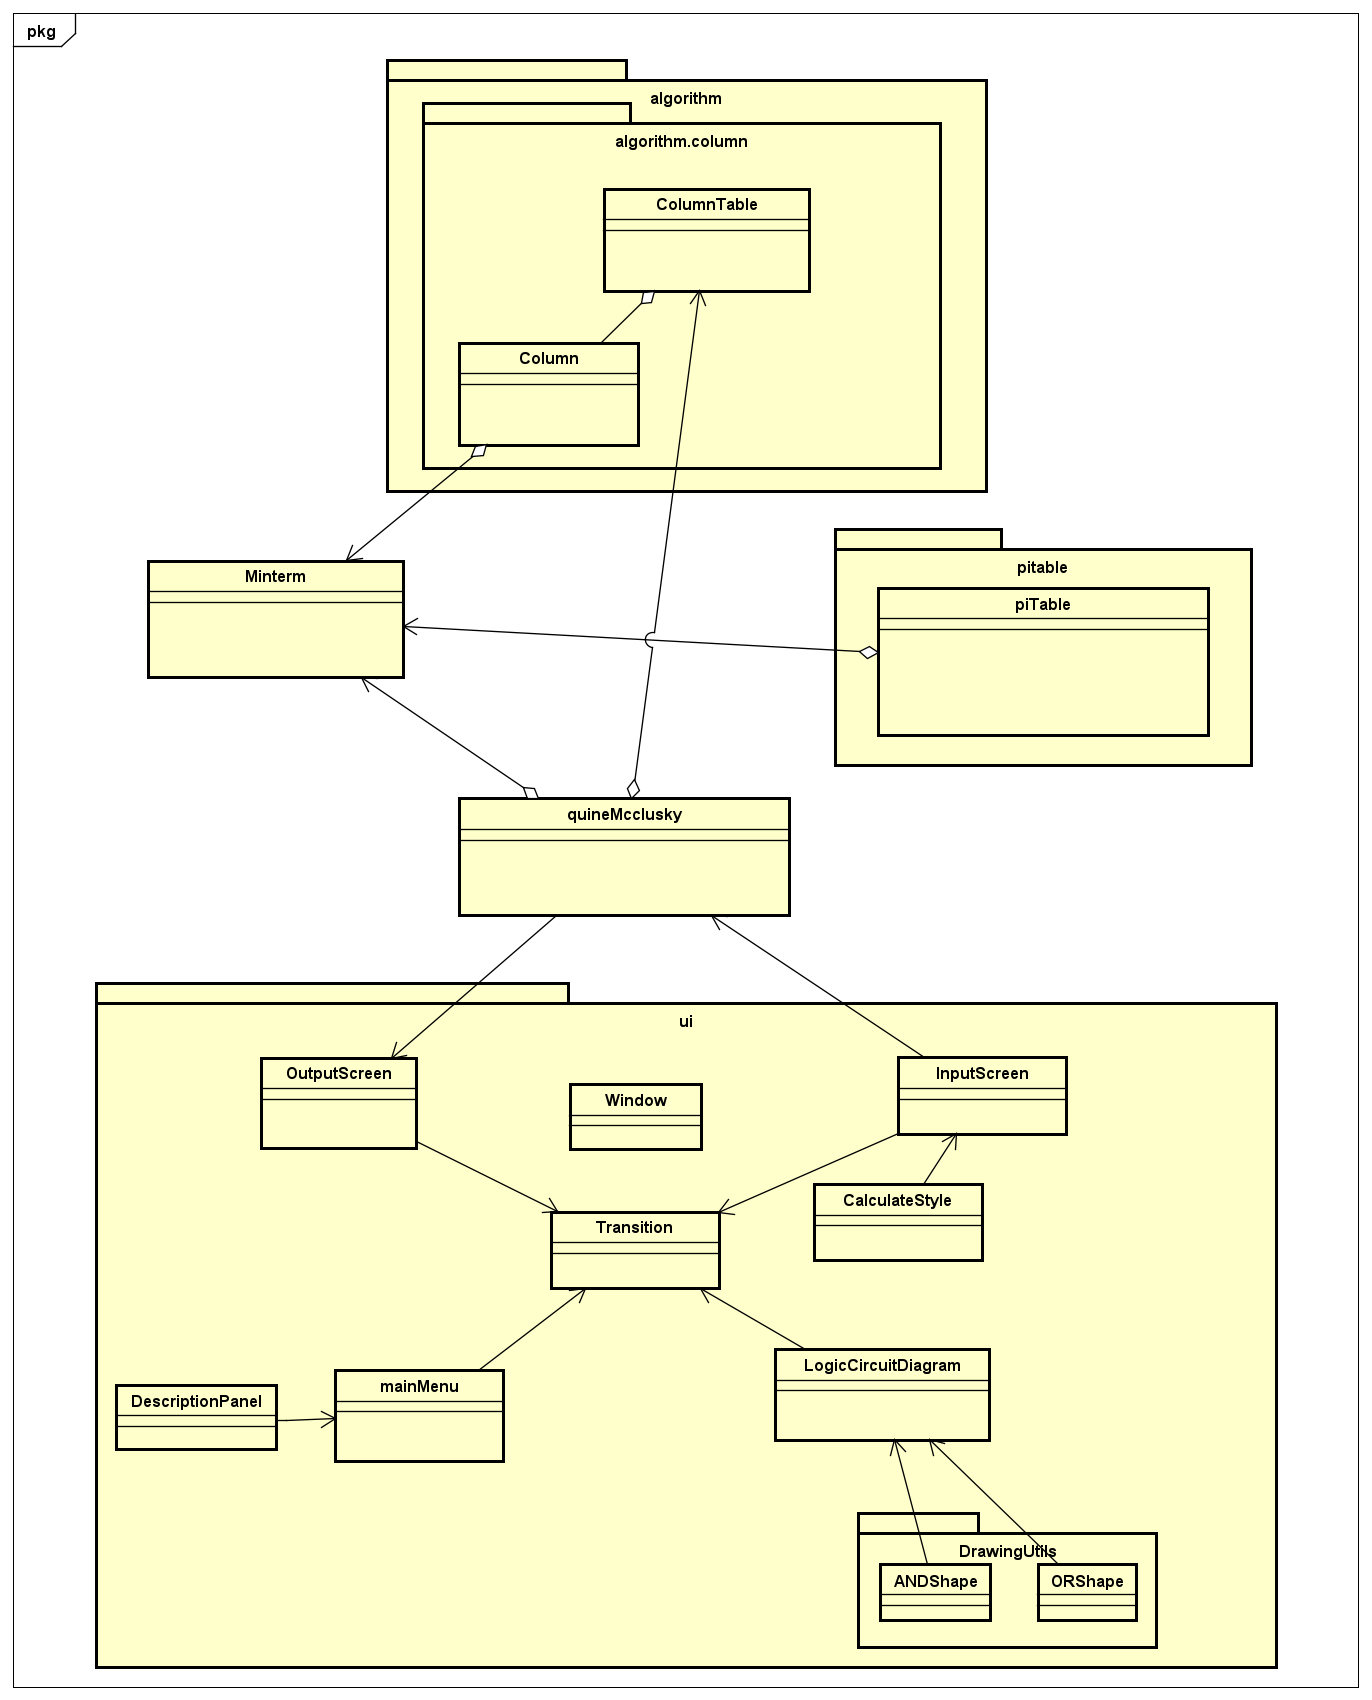 pkg
algorithm
algorithm.column
ColumnTable
Column
Minterm
pitable
piTable
quineMcclusky
ui
OutputScreen
Window
InputScreen
CalculateStyle
Transition
DescriptionPanel
mainMenu
LogicCircuitDiagram
DrawingUtils
ANDShape
ORShape